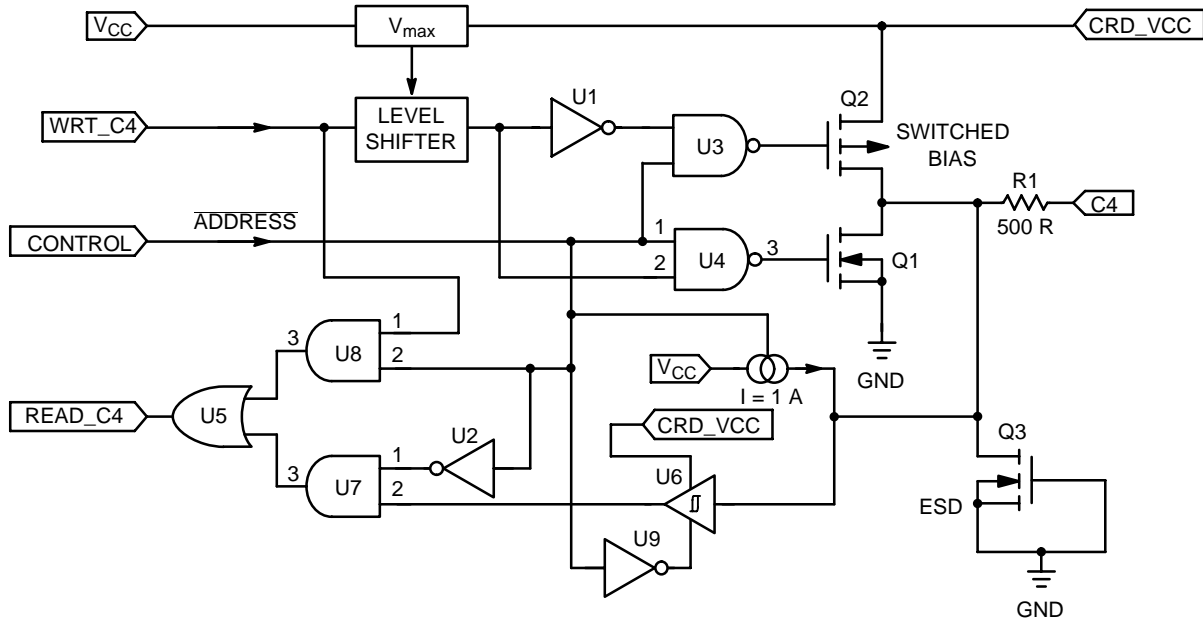 VCC
Vmax
CRD_VCC
WRT_C4
LEVEL
SHIFTER
U1
U3
Q2
SWITCHED
BIAS
R1
500 R
C4
CONTROL
ADDRESS
1
2
U4
3
Q1
GND
3
U8
1
2
VCC
I = 1 A
READ_C4
U5
U2
CRD_VCC
3
U7
1
2
U6
U9
Q3
ESD
GND